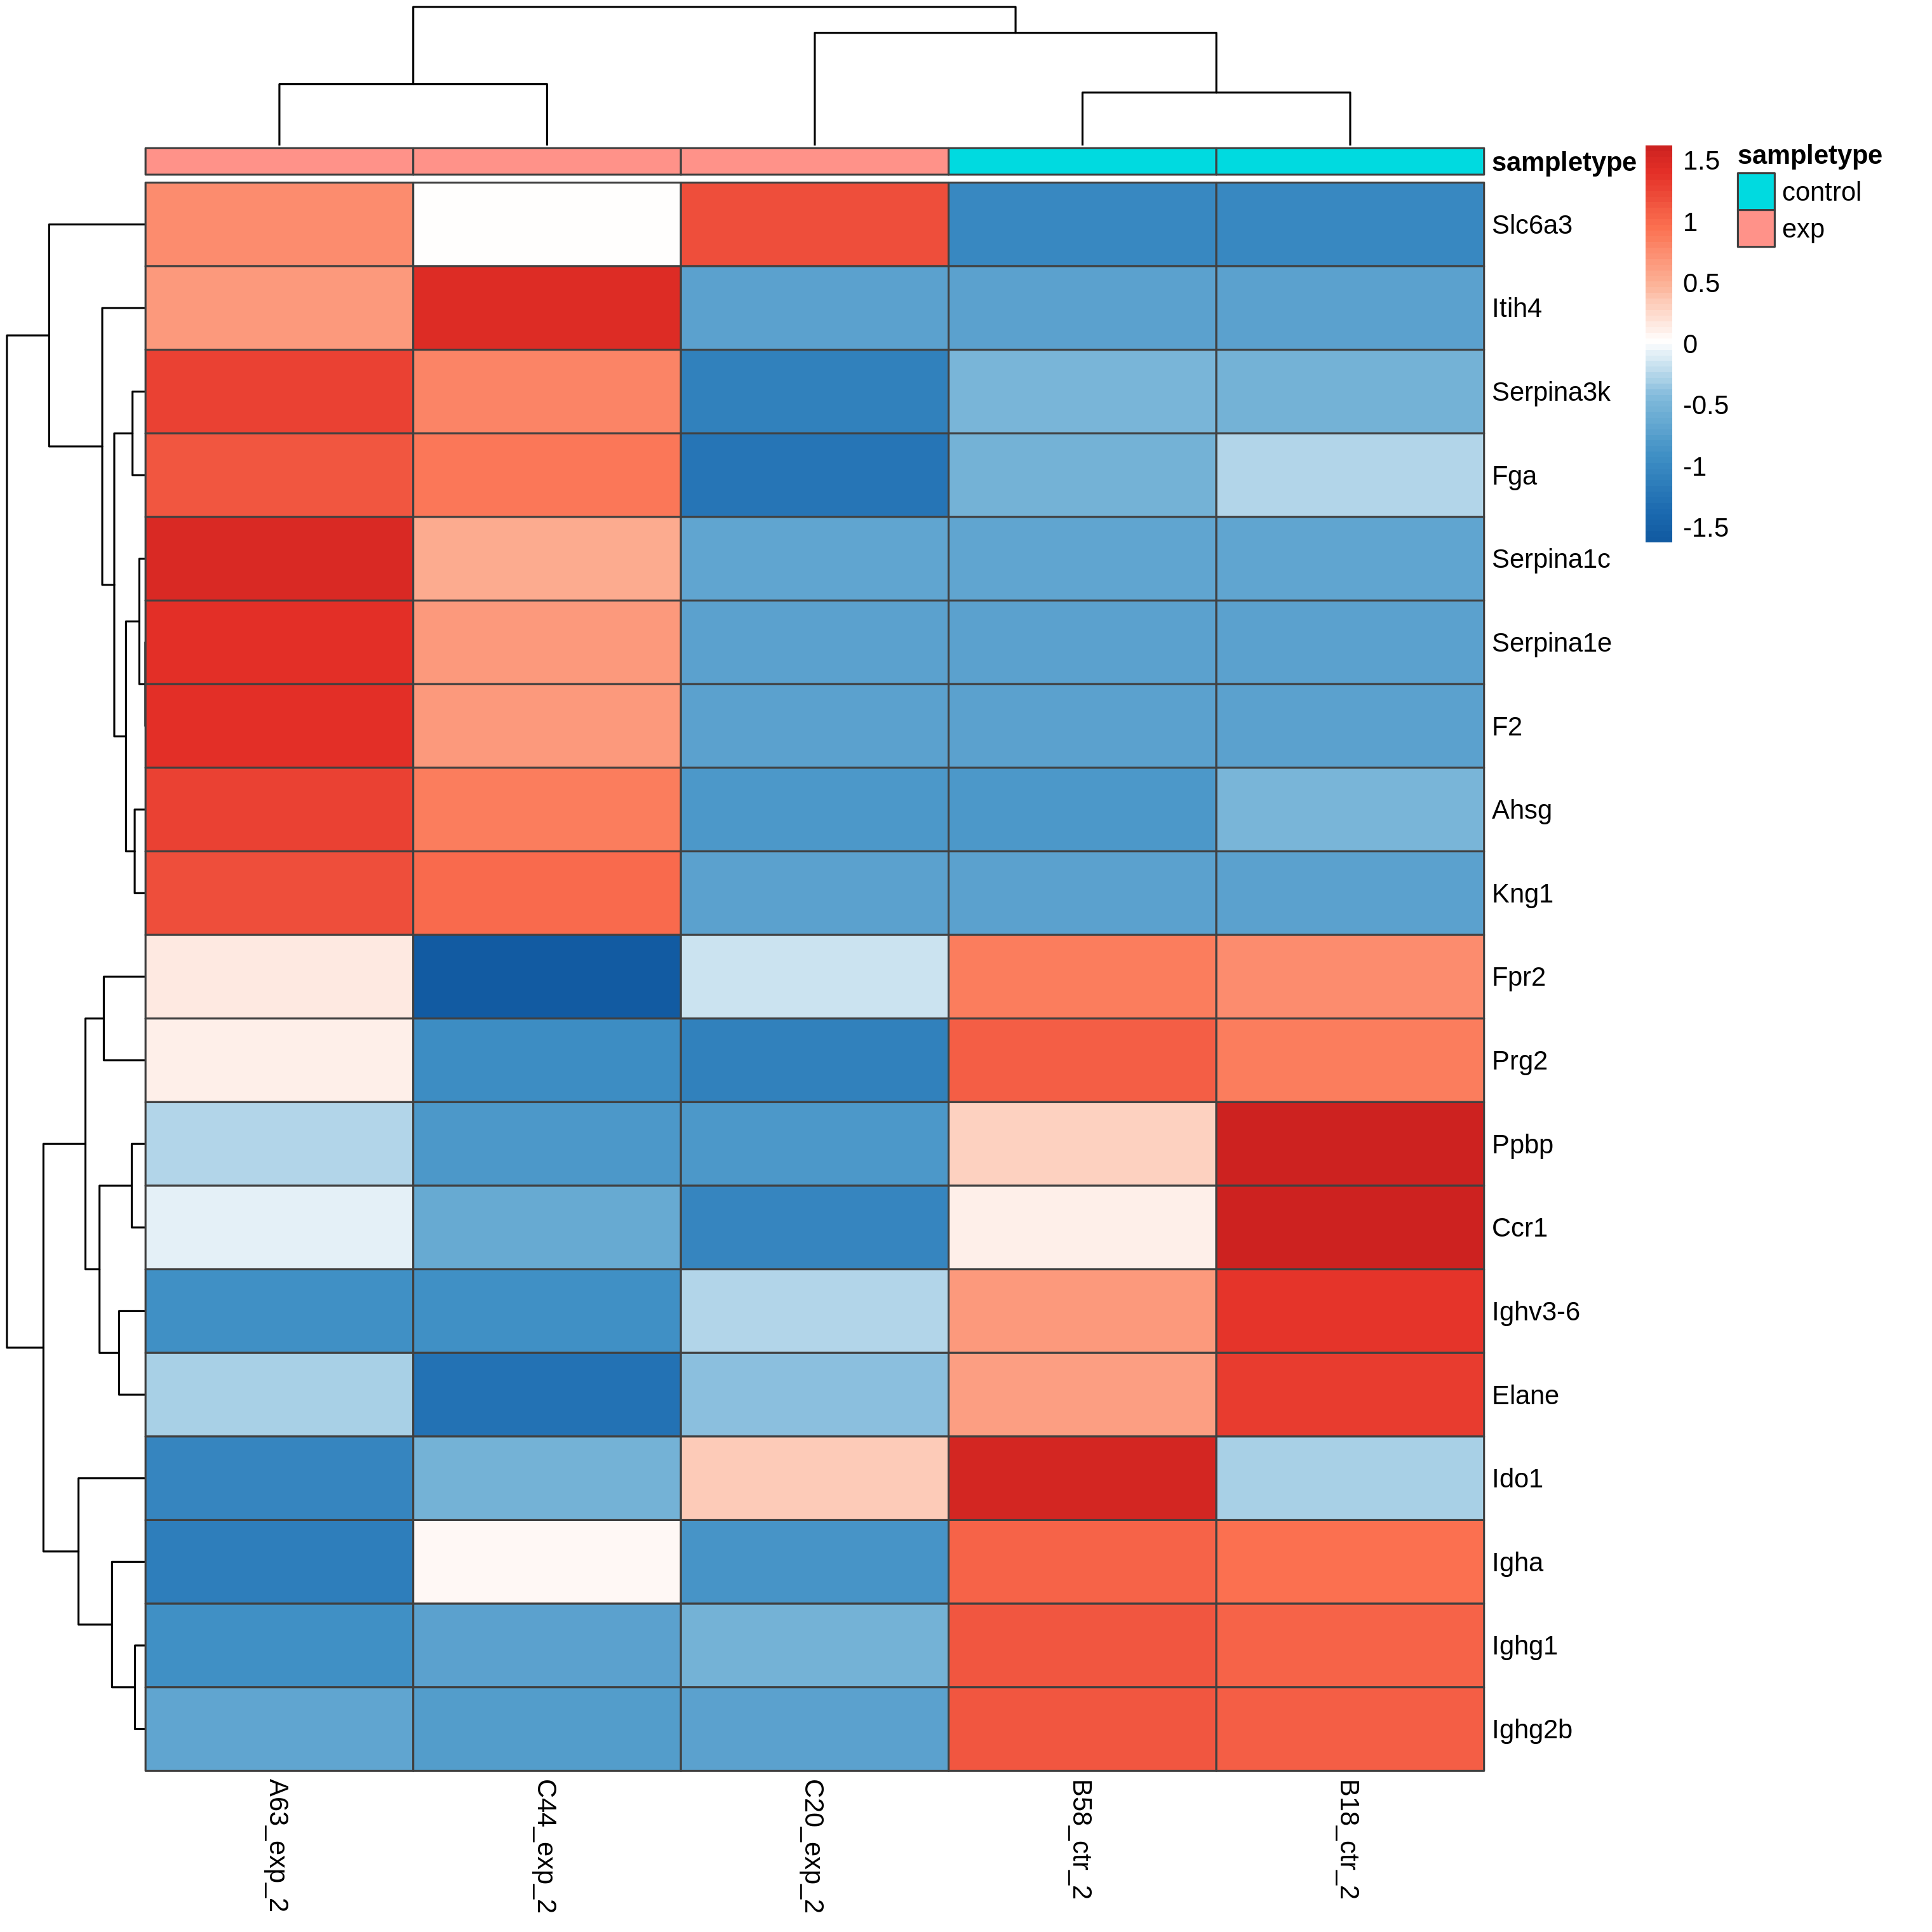 sampletype
Slc6a3
Itih4
Serpina3k
Fga
Serpina1c
Serpina1e
F2
Ahsg
Kng1
Fpr2
Prg2
Ppbp
Ccr1
Ighv3-6
Elane
Ido1
Igha
Ighg1
Ighg2b
1.5
1
0.5
0
-0.5
-1
-1.5
sampletype
control
exp
A63_exp_2
C44_exp_2
C20_exp_2
B58_ctr_2
B18_ctr_2